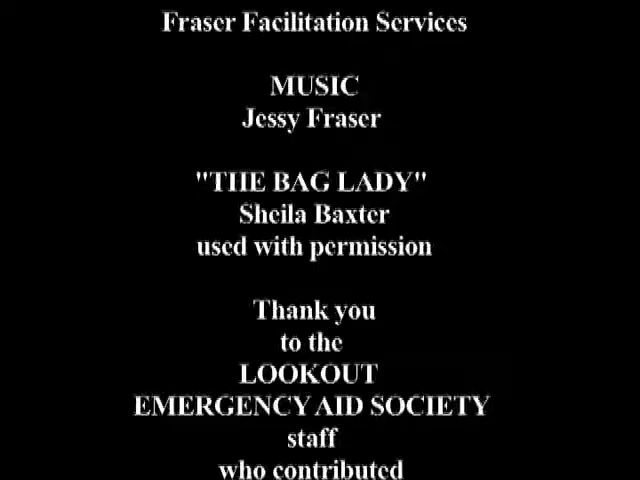 Fraser Facilitation Services
MUSIC
Jessy Fraser
"THE BAG LADY"
Sheila Baxter
used with permission
Thank you
to the
LOOKOUT
EMERGENCY AID SOCIETY
staff
who contributed